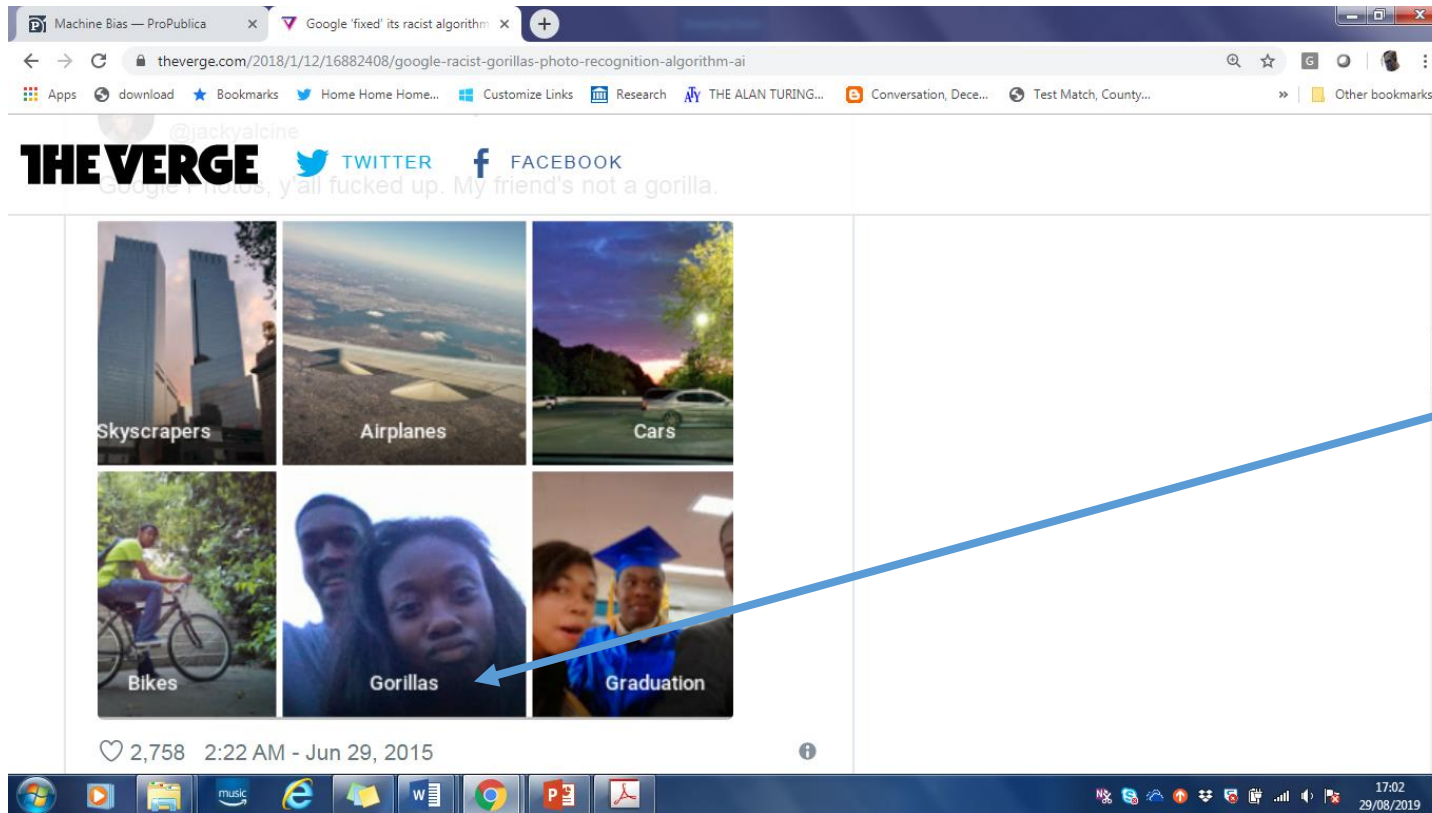 Machine Bias — ProPublica
Google 'fixed' its racist algorithm
theverge.com/2018/1/12/16882408/google-racist-gorillas-photo-recognition-algorithm-ai
Apps download Bookmarks Home Home Home... Customize Links Research THE ALAN TURING... Conversation, Dece... Test Match, County... » Other bookmarks
@jackyalcine
THE VERGE TWITTER FACEBOOK
Google Photos, y'all fucked up. My friend's not a gorilla.
Skyscrapers Airplanes Cars
Bikes Gorillas Graduation
2,758 2:22 AM - Jun 29, 2015
music
17:02
29/08/2019